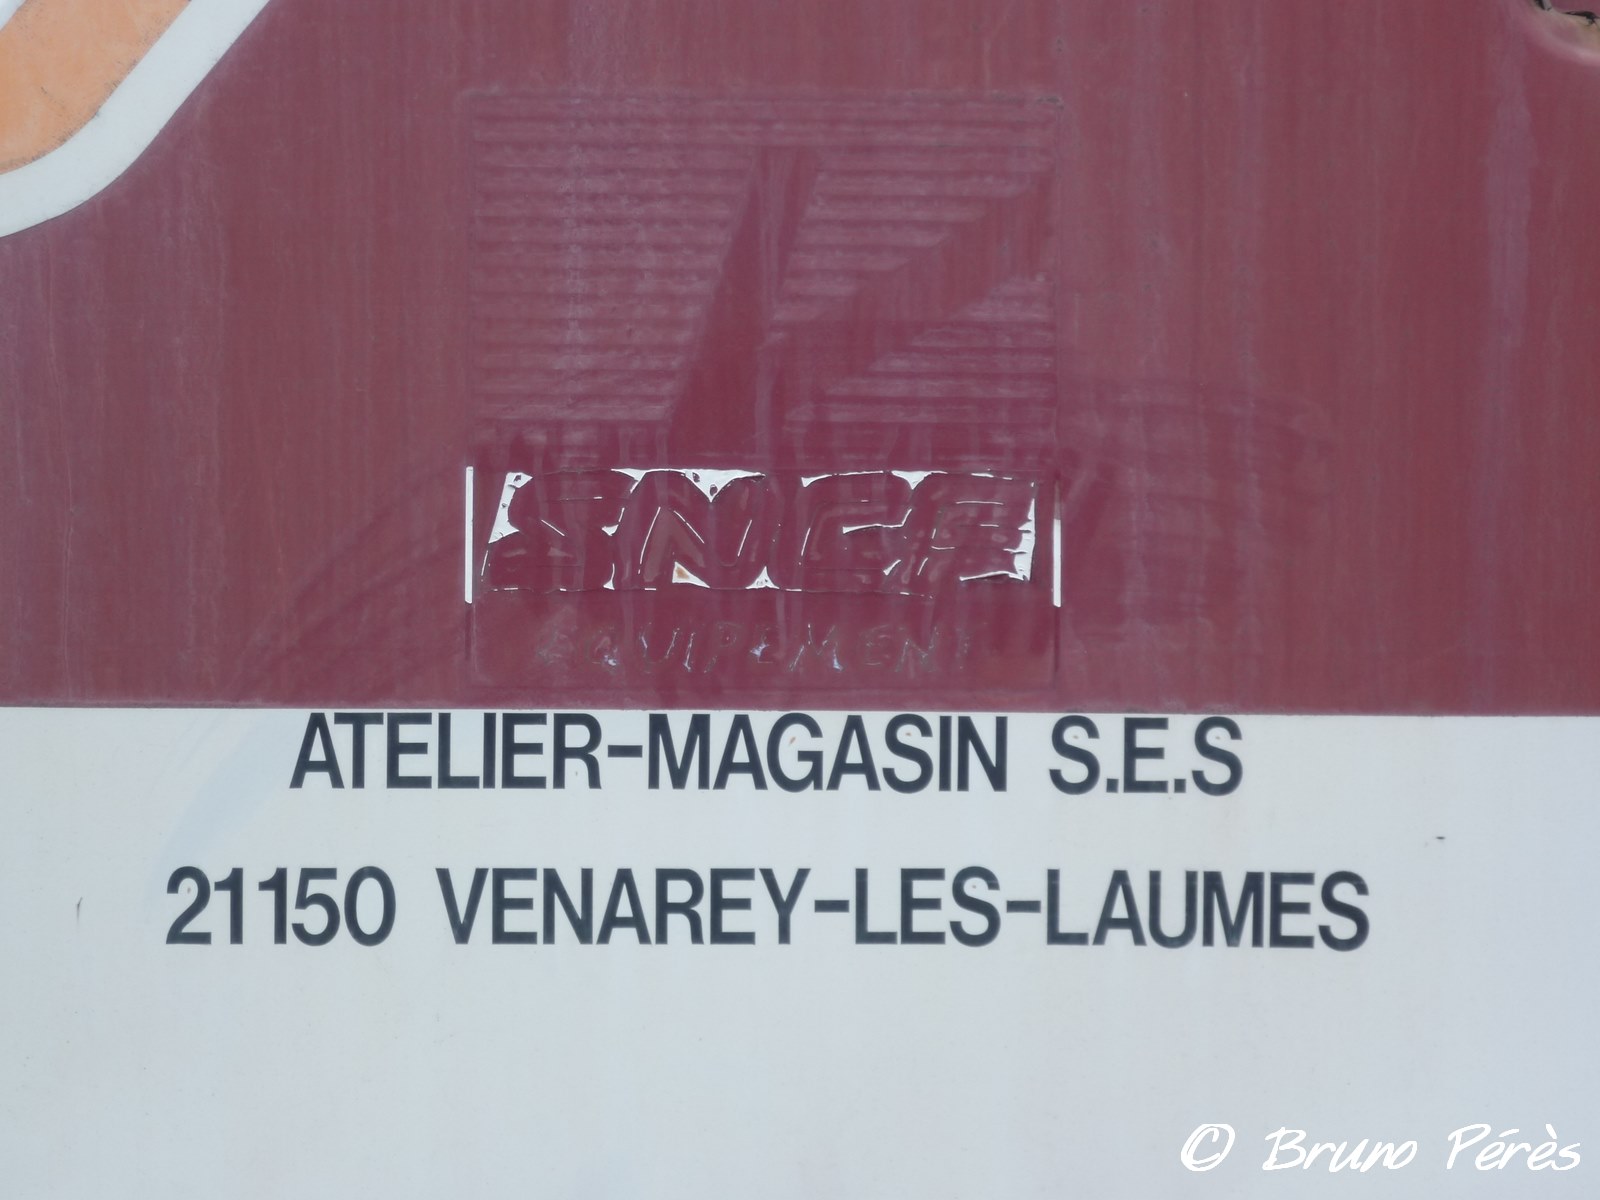 SNCF
EQUIPEMENT
ATELIER-MAGASIN S.E.S
21150 VENAREY-LES-LAUMES
© Bruno Pérès